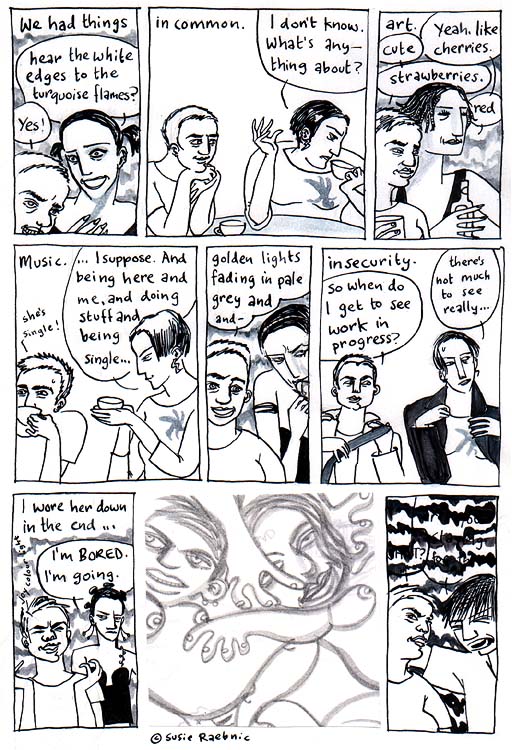 We had things
hear the white
edges to the
turquoise flames?
Yes!
in common.
I don't know.
What's any-
thing about?
art.
cute
Yeah, like
cherries.
strawberries.
red
Music.
... I suppose. And
being here and
me, and doing
stuff and
being
single...
she's
single!
golden lights
fading in pale
grey and
and-
insecurity.
So when do
I get to see
work in
progress?
there's
not much
to see
really...
I wore her down
in the end ...
I'm BORED.
I'm going.
© Susie Raebnic